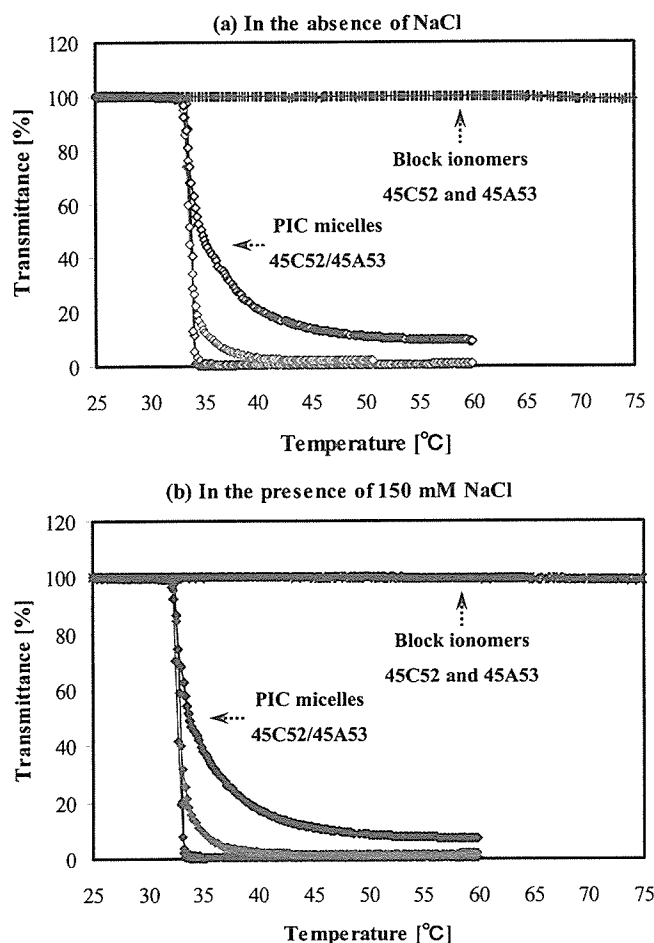 (a) In the absence of NaCl
120
100
80
60
40
20
0
Transmittance [%]
Block ionomers
45C52 and 45A53
PIC micelles
45C52/45A53
25 30 35 40 45 50 55 60 65 70 75
Temperature [℃]
(b) In the presence of 150 mM NaCl
120
100
80
60
40
20
0
Transmittance [%]
Block ionomers
45C52 and 45A53
PIC micelles
45C52/45A53
25 30 35 40 45 50 55 60 65 70 75
Temperature [℃]